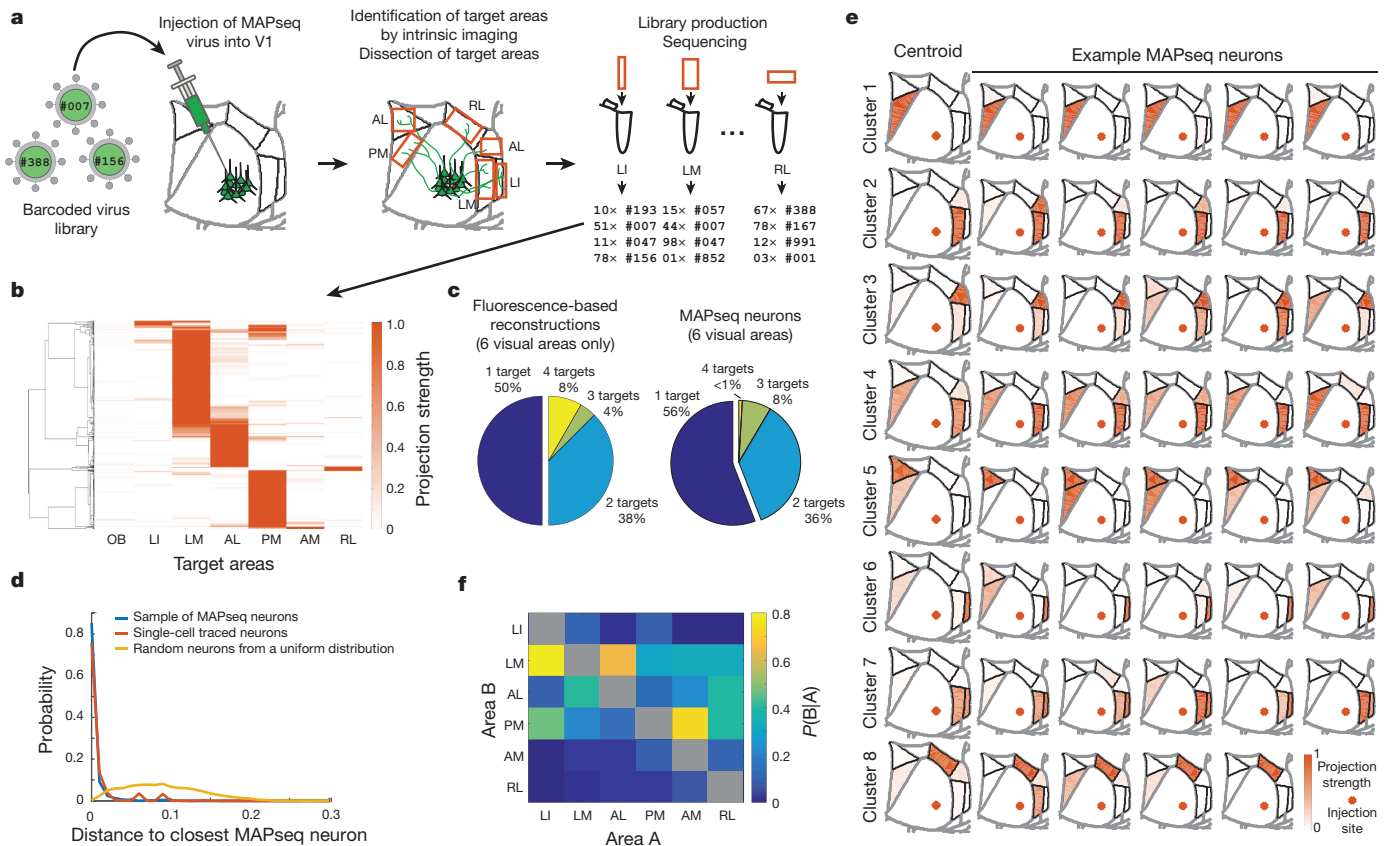 a
Injection of MAPseq
virus into V1
Identification of target areas
by intrinsic imaging
Dissection of target areas
Library production
Sequencing
#007
#388
#156
Barcoded virus
library
AL
RL
PM
AL
LI
LM
LI
LM
RL
...
10× #193 15× #057 67× #388
51× #007 44× #007 78× #167
11× #047 98× #047 12× #991
78× #156 01× #852 03× #001
b
1.0
0.8
0.6
0.4
0.2
0
Projection strength
OB LI LM AL PM AM RL
Target areas
c
Fluorescence-based
reconstructions
(6 visual areas only)
1 target
50%
4 targets
8%
3 targets
4%
2 targets
38%
MAPseq neurons
(6 visual areas)
4 targets
<1%
1 target
56%
3 targets
8%
2 targets
36%
d
Sample of MAPseq neurons
Single-cell traced neurons
Random neurons from a uniform distribution
Probability
0.8
0.6
0.4
0.2
0
0 0.1 0.2 0.3
Distance to closest MAPseq neuron
e
Centroid
Example MAPseq neurons
Cluster 1
Cluster 2
Cluster 3
Cluster 4
Cluster 5
Cluster 6
Cluster 7
Cluster 8
1
Projection
strength
Injection
site
0
f
Area B
LI
LM
AL
PM
AM
RL
LI LM AL PM AM RL
Area A
0.8
0.6
0.4
0.2
0
P(B|A)